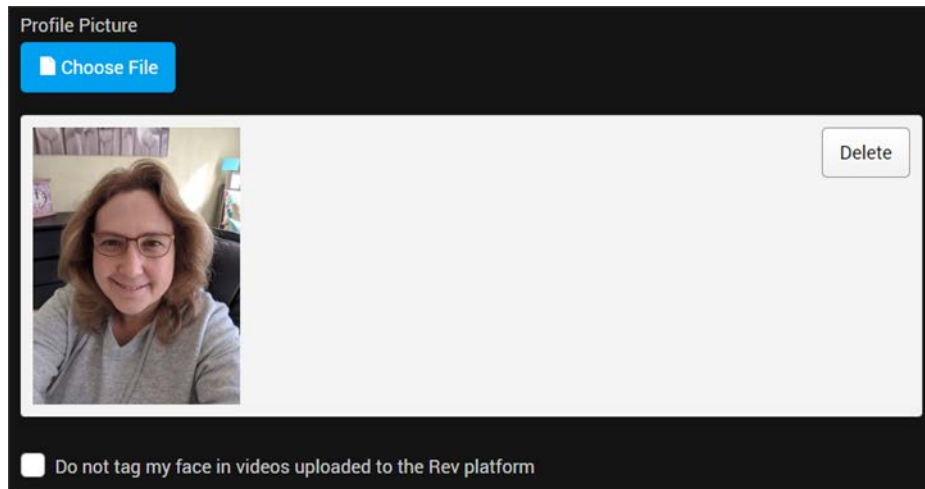 Profile Picture
Choose File
Delete
Do not tag my face in videos uploaded to the Rev platform